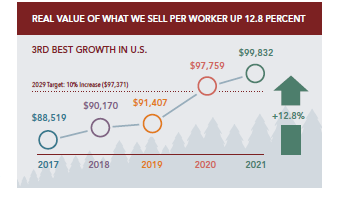 REAL VALUE OF WHAT WE SELL PER WORKER UP 12.8 PERCENT
3RD BEST GROWTH IN U.S.
$99,832
$97,759
2029 Target: 10% Increase ($97,371)
$90,170
$91,407
$88,519
+12.8%
2017 2018 2019 2020 2021